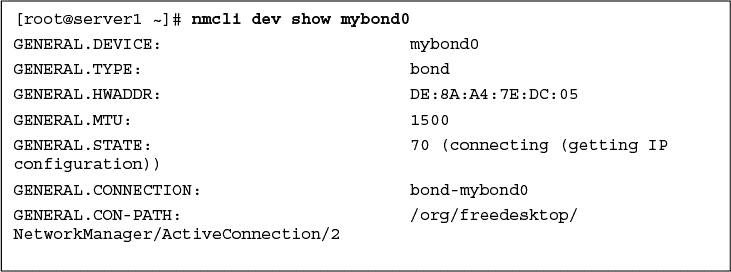 [root@server1 ~]# nmcli dev show mybond0
GENERAL.DEVICE: mybond0
GENERAL.TYPE: bond
GENERAL.HWADDR: DE:8A:A4:7E:DC:05
GENERAL.MTU: 1500
GENERAL.STATE: 70 (connecting (getting IP
configuration))
GENERAL.CONNECTION: bond-mybond0
GENERAL.CON-PATH: /org/freedesktop/
NetworkManager/ActiveConnection/2